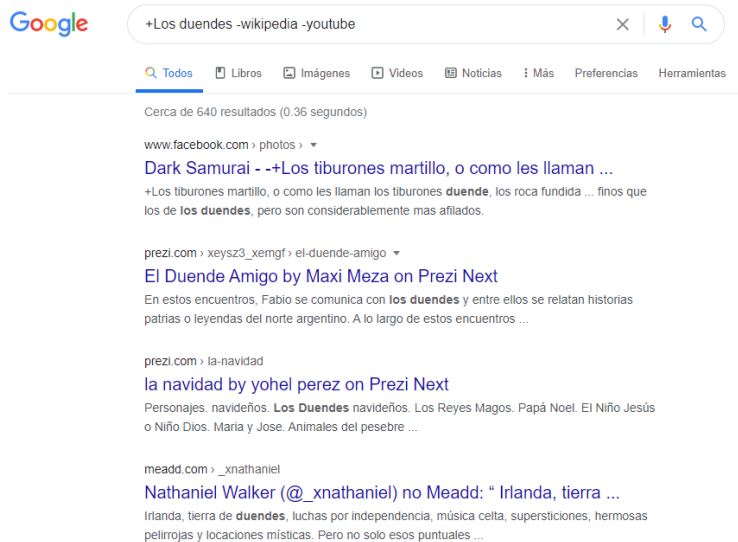 Google
+Los duendes -wikipedia -youtube
Todos Libros Imágenes Videos Noticias Más Preferencias Herramientas
Cerca de 640 resultados (0.36 segundos)
www.facebook.com › photos ›
Dark Samurai - -+Los tiburones martillo, o como les llaman ...
+Los tiburones martillo, o como les llaman los tiburones duende, los roca fundida ... finos que
los de los duendes, pero son considerablemente mas afilados.
prezi.com › xeysz3_xemgf › el-duende-amigo
El Duende Amigo by Maxi Meza on Prezi Next
En estos encuentros, Fabio se comunica con los duendes y entre ellos se relatan historias
patrias o leyendas del norte argentino. A lo largo de estos encuentros ...
prezi.com › la-navidad
la navidad by yohel perez on Prezi Next
Personajes. navideños. Los Duendes navideños. Los Reyes Magos. Papá Noel. El Niño Jesús
o Niño Dios. Maria y Jose. Animales del pesebre ...
meadd.com › _xnathaniel
Nathaniel Walker (@_xnathaniel) no Meadd: “ Irlanda, tierra ...
Irlanda, tierra de duendes, luchas por independencia, música celta, supersticiones, hermosas
pelirrojas y locaciones místicas. Pero no solo esos puntuales ...